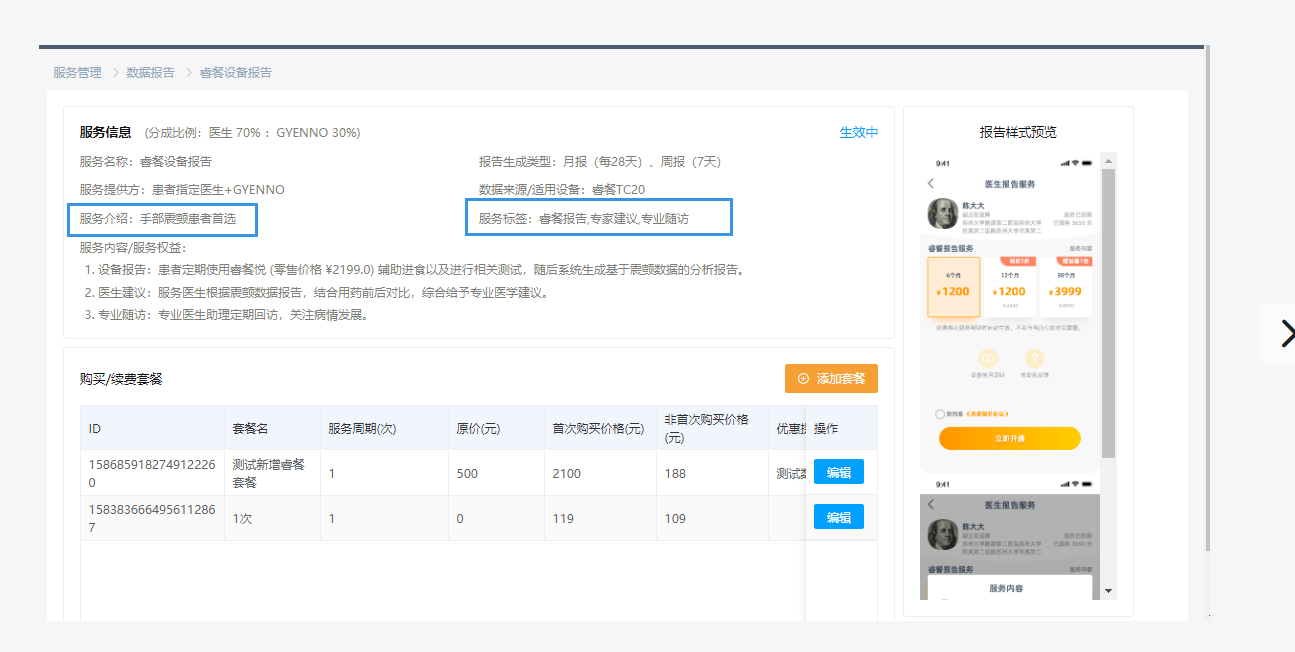 服务管理 > 数据报告 > 睿餐设备报告
服务信息 (分成比例：医生 70% ：GYENNO 30%)
生效中
服务名称：睿餐设备报告
报告生成类型：月报（每28天）、周报（7天）
服务提供方：患者指定医生+GYENNO
数据来源/适用设备：睿餐TC20
服务介绍：手部震颤患者首选
服务标签：睿餐报告,专家建议,专业随访
服务内容/服务权益：
1. 设备报告：患者定期使用睿餐悦 (零售价格 ¥2199.0) 辅助进食以及进行相关测试，随后系统生成基于震颤数据的分析报告。
2. 医生建议：服务医生根据震颤数据报告，结合用药前后对比，综合给予专业医学建议。
3. 专业随访：专业医生助理定期回访，关注病情发展。
购买/续费套餐
添加套餐
ID 套餐名 服务周期(次) 原价(元) 首次购买价格(元) 非首次购买价格(元) 优惠 操作
1586859182749122260 测试新增睿餐套餐 1 500 2100 188 测试 编辑
1583836664956112867 1次 1 0 119 109 编辑
报告样式预览
9:41
医生报告服务
陈大大
睿餐报告服务
服务内容
6个月
12个月
30个月
¥1200
¥1200
¥3999
立即开通
9:41
医生报告服务
陈大大
睿餐报告服务
服务内容
服务内容